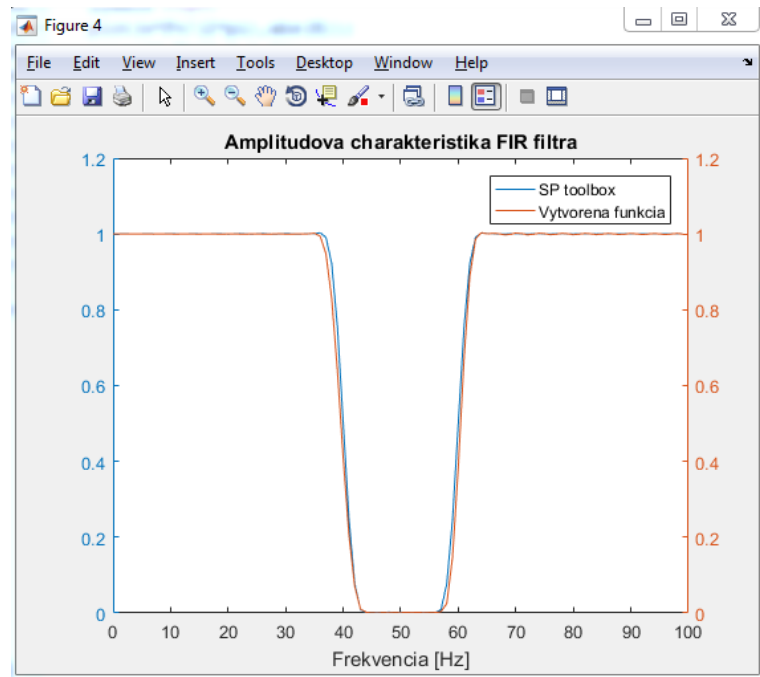 Figure 4
File Edit View Insert Tools Desktop Window Help
Amplitudova charakteristika FIR filtra
SP toolbox
Vytvorena funkcia
1.2 1.2
1 1
0.8 0.8
0.6 0.6
0.4 0.4
0.2 0.2
0 0
0 10 20 30 40 50 60 70 80 90 100
Frekvencia [Hz]